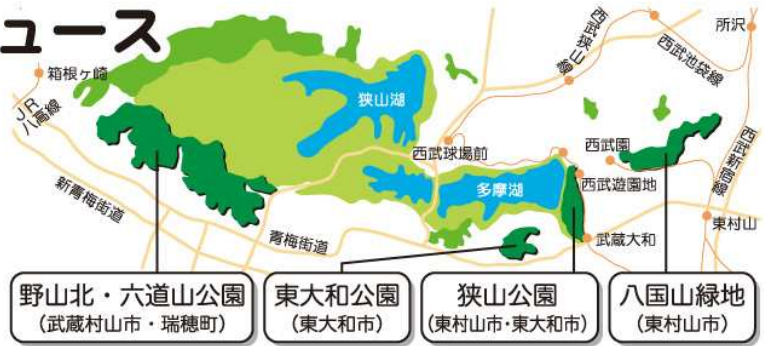 ュース
所沢
西武狭山線
西武池袋線
箱根ヶ崎
JR八高線
狭山湖
西武球場前
西武園
西武新宿線
新青梅街道
多摩湖
西武遊園地
東村山
青梅街道
武蔵大和
野山北・六道山公園
(武蔵村山市・瑞穂町)
東大和公園
(東大和市)
狭山公園
(東村山市・東大和市)
八国山緑地
(東村山市)